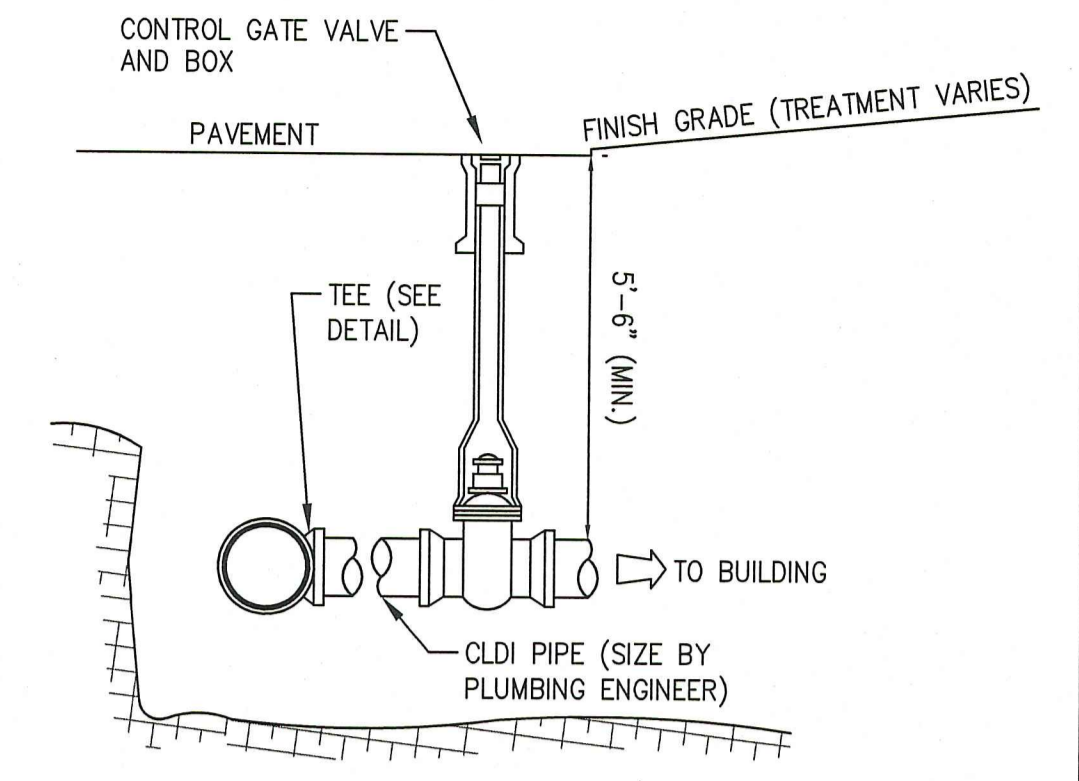 CONTROL GATE VALVE
AND BOX
PAVEMENT
FINISH GRADE (TREATMENT VARIES)
5'-6" (MIN.)
TEE (SEE
DETAIL)
TO BUILDING
CLDI PIPE (SIZE BY
PLUMBING ENGINEER)